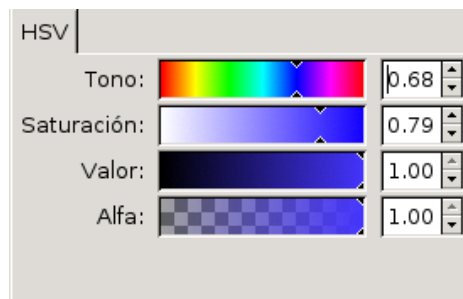 HSV
Tono: 0.68
Saturación: 0.79
Valor: 1.00
Alfa: 1.00